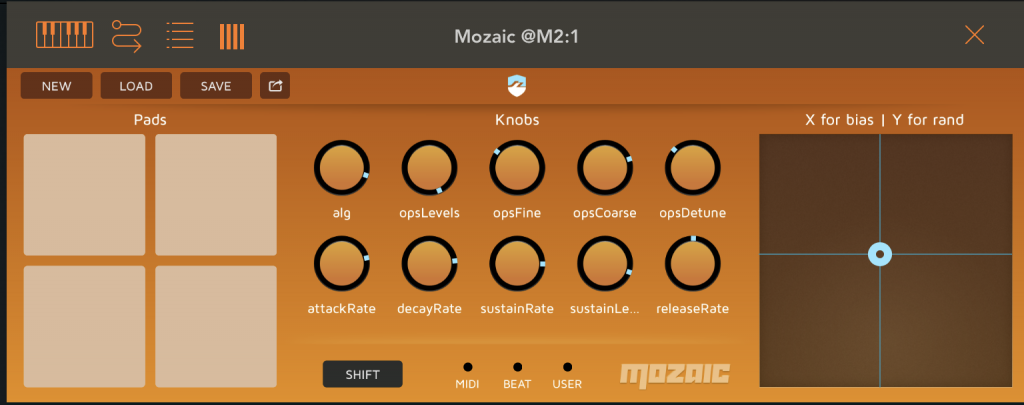 Mozaic @M2:1
NEW LOAD SAVE
Pads
Knobs
X for bias | Y for rand
alg opsLevels opsFine opsCoarse opsDetune
attackRate decayRate sustainRate sustainLe... releaseRate
SHIFT
MIDI BEAT USER
MOZAIC